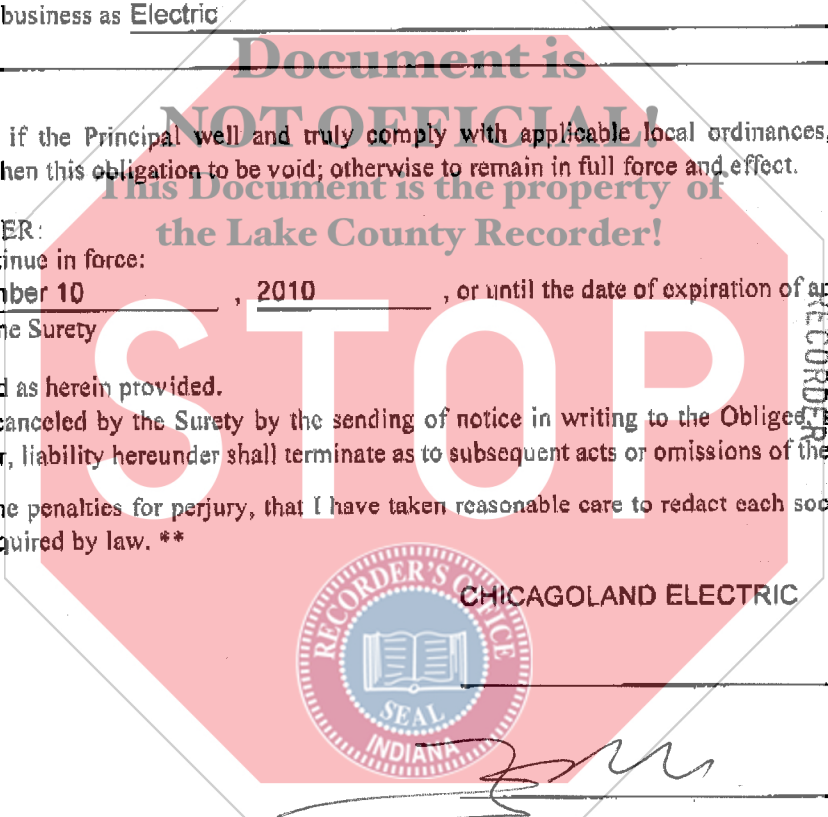 business as Electric
Document is
NOT OFFICIAL!
if the Principal well and truly comply with applicable local ordinances,
hen this obligation to be void; otherwise to remain in full force and effect.
This Document is the property of
the Lake County Recorder!
ER:
tinue in force:
nber 10 , 2010 , or until the date of expiration of an
ne Surety
STOP
RECORDER
d as herein provided.
canceled by the Surety by the sending of notice in writing to the Obligee,
r, liability hereunder shall terminate as to subsequent acts or omissions of the
ne penalties for perjury, that I have taken reasonable care to redact each soc
quired by law. **
RECORDER'S OFFICE
SEAL
INDIANA
CHICAGOLAND ELECTRIC